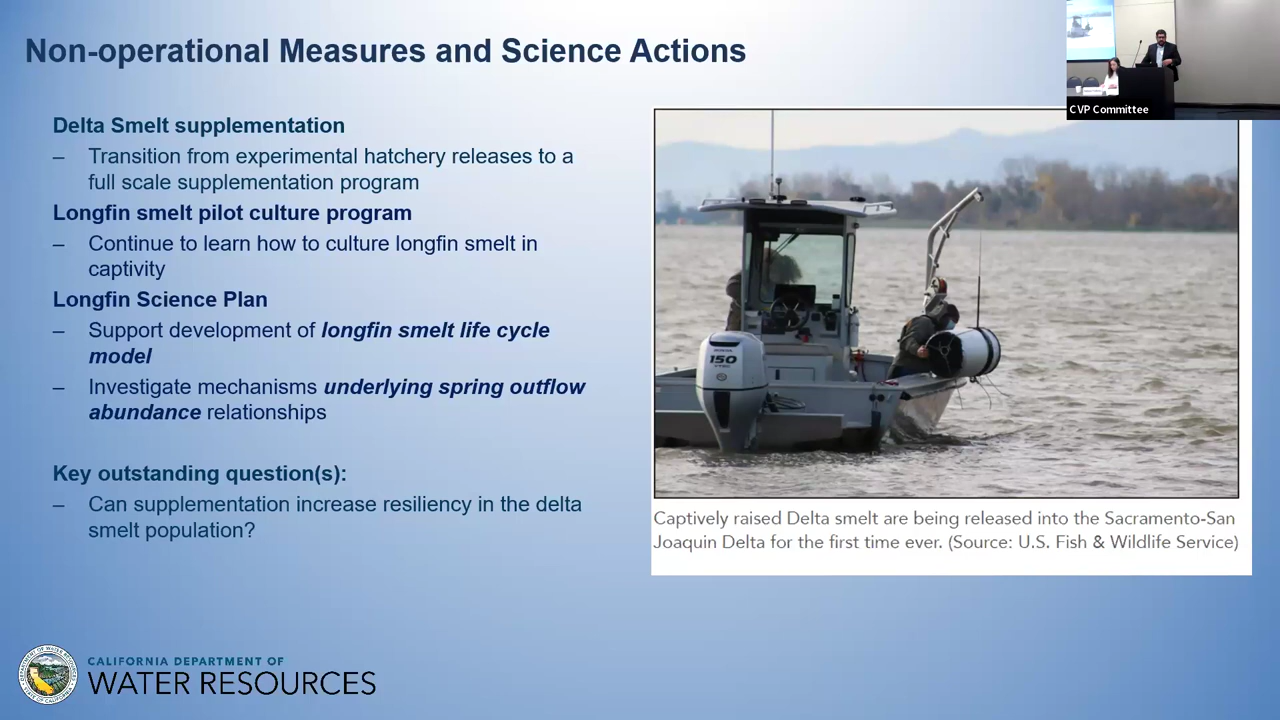 Non-operational Measures and Science Actions
CVP Committee
Delta Smelt supplementation
– Transition from experimental hatchery releases to a
full scale supplementation program
Longfin smelt pilot culture program
– Continue to learn how to culture longfin smelt in
captivity
Longfin Science Plan
– Support development of longfin smelt life cycle
model
– Investigate mechanisms underlying spring outflow
abundance relationships
Key outstanding question(s):
– Can supplementation increase resiliency in the delta
smelt population?
HONDA
150
VTEC
Captively raised Delta smelt are being released into the Sacramento-San
Joaquin Delta for the first time ever. (Source: U.S. Fish & Wildlife Service)
CALIFORNIA DEPARTMENT OF
WATER RESOURCES